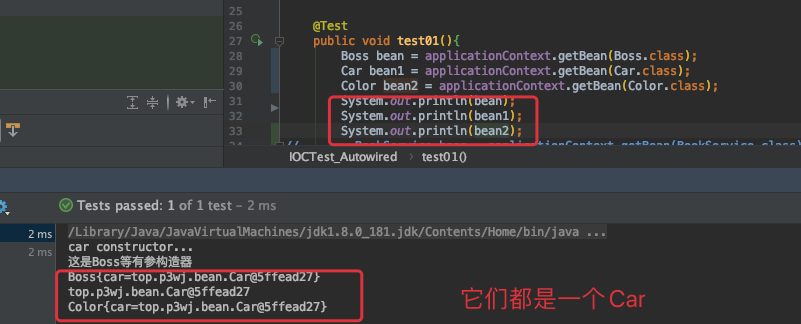 25
26
@Test
27
public void test01(){
28
Boss bean = applicationContext.getBean(Boss.class);
29
Car bean1 = applicationContext.getBean(Car.class);
30
Color bean2 = applicationContext.getBean(Color.class);
31
System.out.println(bean);
32
System.out.println(bean1);
33
System.out.println(bean2);
34
// BookService bean = applicationContext.getBean(BookService.class)
IOCTest_Autowired > test01()
Tests passed: 1 of 1 test – 2 ms
2 ms
/Library/Java/JavaVirtualMachines/jdk1.8.0_181.jdk/Contents/Home/bin/java ...
2 ms
car constructor...
这是Boss等有参构造器
Boss{car=top.p3wj.bean.Car@5ffead27}
top.p3wj.bean.Car@5ffead27
Color{car=top.p3wj.bean.Car@5ffead27}
它们都是一个Car